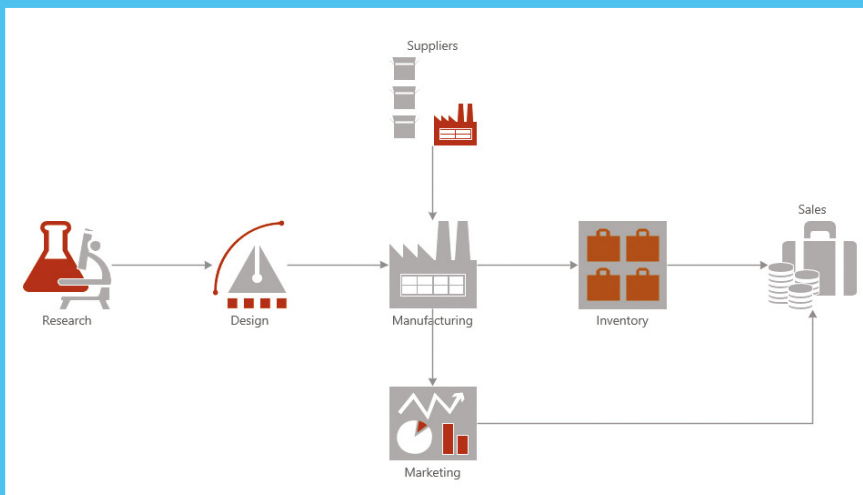 Suppliers
Sales
Research
Design
Manufacturing
Inventory
Marketing